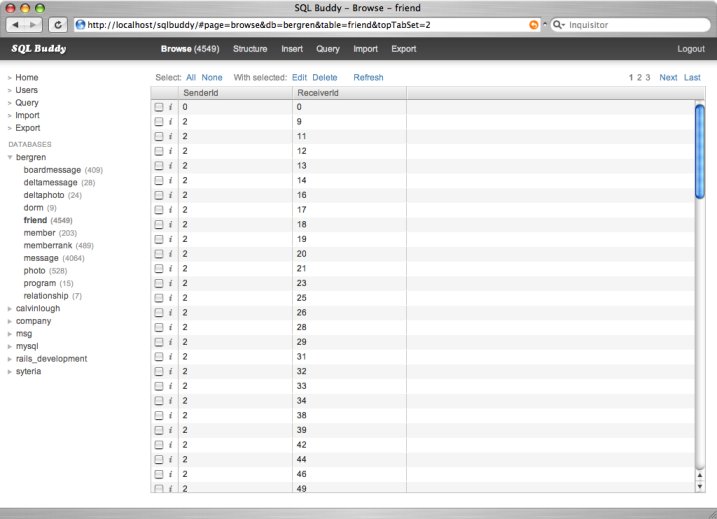 SQL Buddy – Browse – friend
http://localhost/sqlbuddy/#page=browse&db=bergren&table=friend&topTabSet=2
Inquisitor
SQL Buddy Browse (4549) Structure Insert Query Import Export Logout
> Home
> Users
> Query
> Import
> Export
DATABASES
bergren
boardmessage (409)
deltamessage (28)
deltaphoto (24)
dorm (9)
friend (4549)
member (203)
memberrank (489)
message (4064)
photo (528)
program (15)
relationship (7)
calvinlough
company
msg
mysql
rails_development
syteria
Select: All None With selected: Edit Delete Refresh 1 2 3 Next Last
SenderId ReceiverId
i 0 0
i 2 9
i 2 11
i 2 12
i 2 13
i 2 14
i 2 16
i 2 17
i 2 18
i 2 19
i 2 20
i 2 21
i 2 23
i 2 25
i 2 26
i 2 28
i 2 29
i 2 31
i 2 32
i 2 33
i 2 34
i 2 38
i 2 39
i 2 42
i 2 44
i 2 46
i 2 49